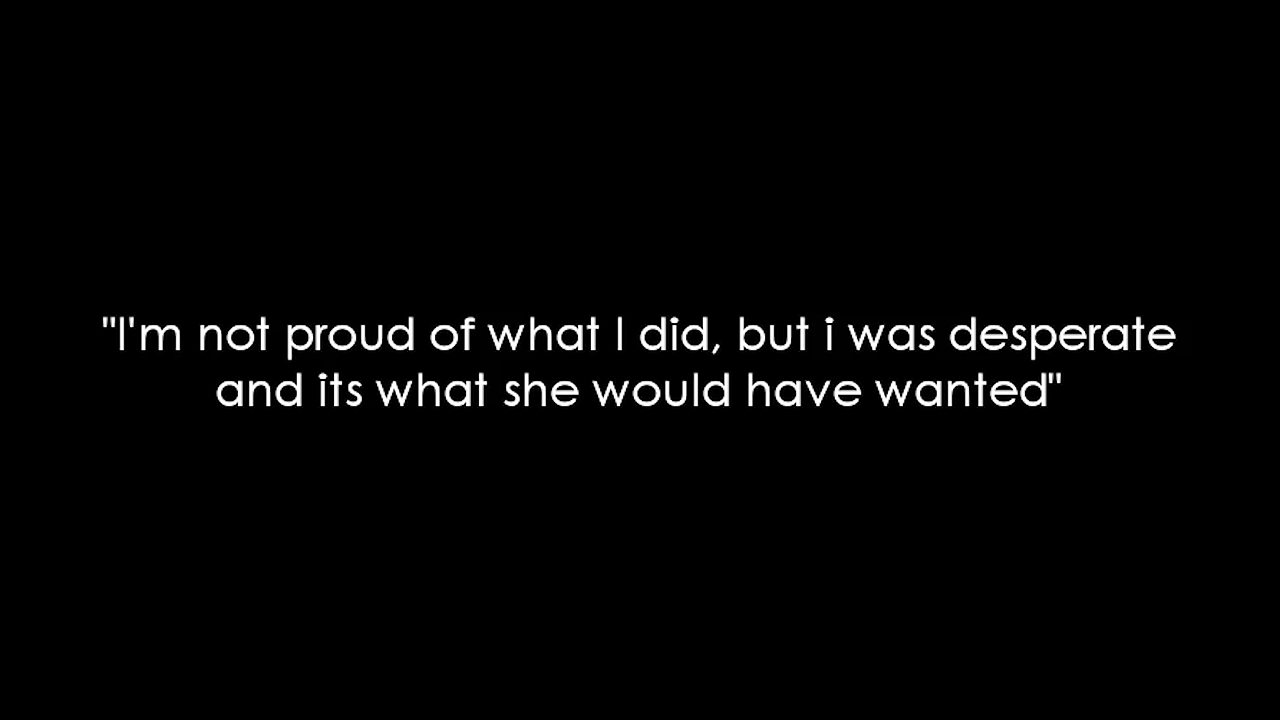 "I'm not proud of what I did, but i was desperate
and its what she would have wanted"